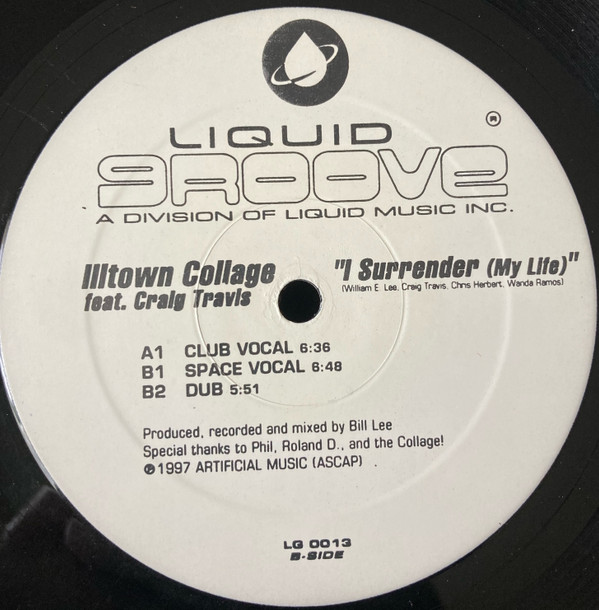 ®
LIQUID
GROOVE
A DIVISION OF LIQUID MUSIC INC.
Illtown Collage
feat. Craig Travis
"I Surrender (My Life)"
(William E. Lee, Craig Travis, Chris Herbert, Wanda Ramos)
A1 CLUB VOCAL 6:36
B1 SPACE VOCAL 6:48
B2 DUB 5:51
Produced, recorded and mixed by Bill Lee
Special thanks to Phil, Roland D., and the Collage!
℗1997 ARTIFICIAL MUSIC (ASCAP)
LG 0013
B-SIDE